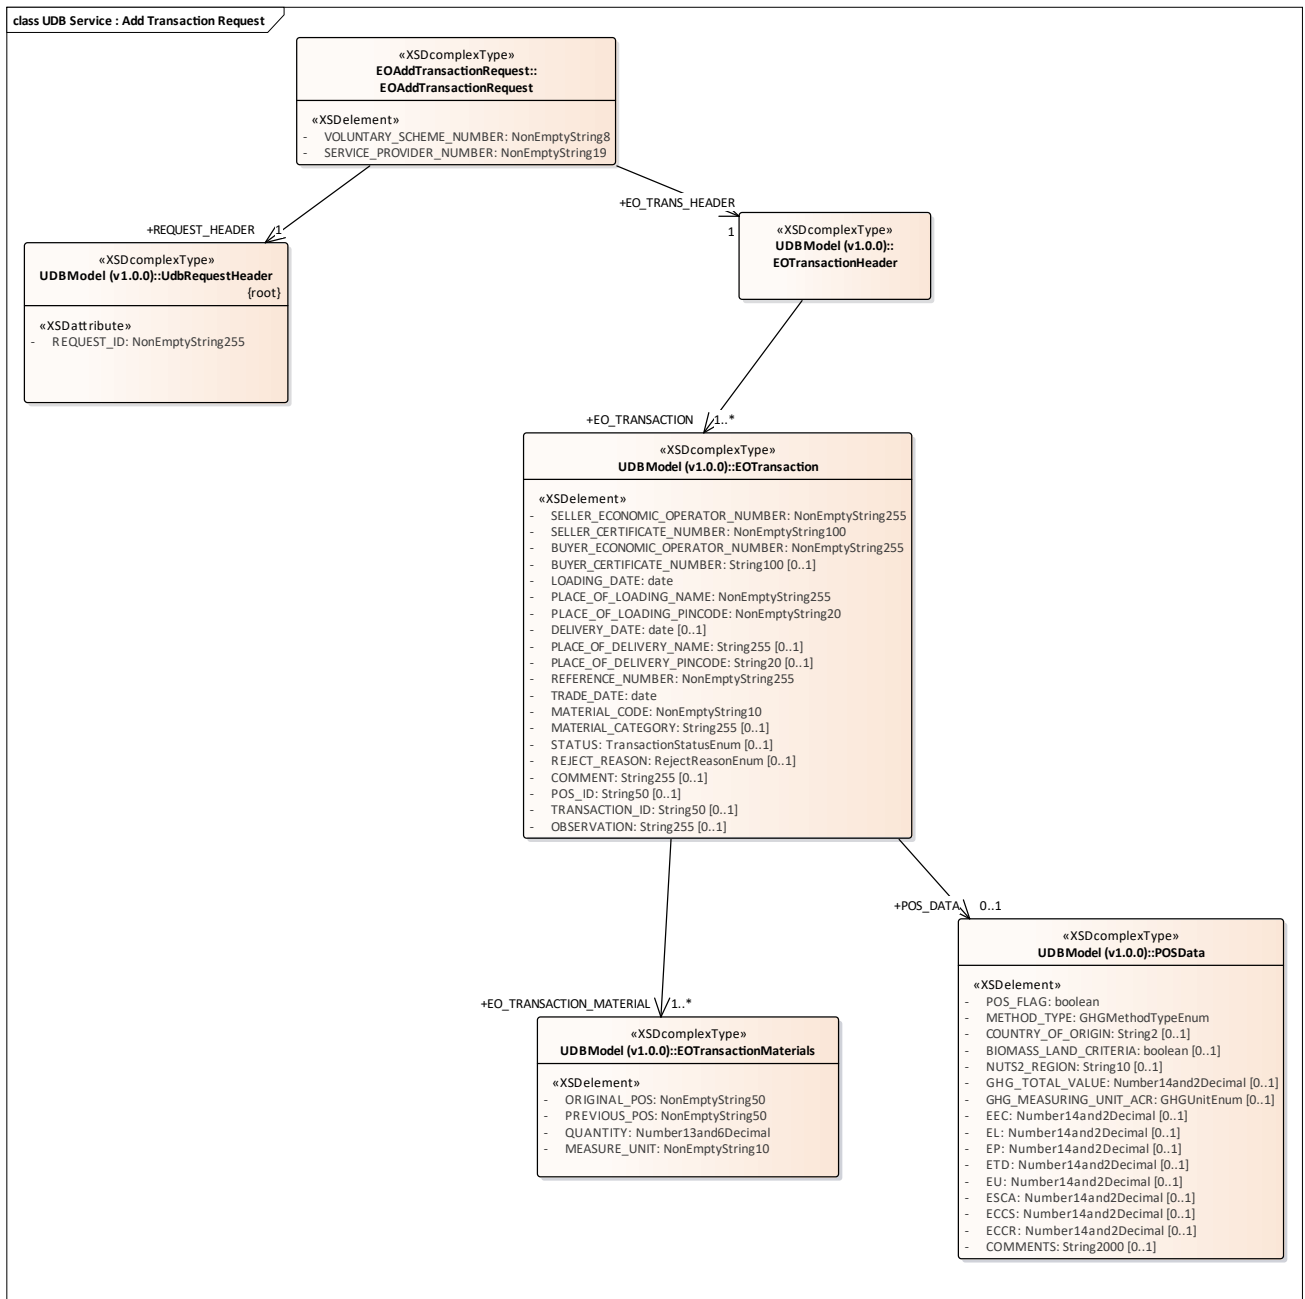 class UDB Service : Add Transaction Request
«XSDcomplexType»
EOAddTransactionRequest::
EOAddTransactionRequest
«XSDelement»
- VOLUNTARY_SCHEME_NUMBER: NonEmptyString8
- SERVICE_PROVIDER_NUMBER: NonEmptyString19
+EO_TRANS_HEADER
1
+REQUEST_HEADER
1
«XSDcomplexType»
UDBModel (v1.0.0)::UdbRequestHeader
{root}
«XSDattribute»
- REQUEST_ID: NonEmptyString255
«XSDcomplexType»
UDBModel (v1.0.0)::
EOTransactionHeader
+EO_TRANSACTION
1..*
«XSDcomplexType»
UDBModel (v1.0.0)::EOTransaction
«XSDelement»
- SELLER_ECONOMIC_OPERATOR_NUMBER: NonEmptyString255
- SELLER_CERTIFICATE_NUMBER: NonEmptyString100
- BUYER_ECONOMIC_OPERATOR_NUMBER: NonEmptyString255
- BUYER_CERTIFICATE_NUMBER: String100 [0..1]
- LOADING_DATE: date
- PLACE_OF_LOADING_NAME: NonEmptyString255
- PLACE_OF_LOADING_PINCODE: NonEmptyString20
- DELIVERY_DATE: date [0..1]
- PLACE_OF_DELIVERY_NAME: String255 [0..1]
- PLACE_OF_DELIVERY_PINCODE: String20 [0..1]
- REFERENCE_NUMBER: NonEmptyString255
- TRADE_DATE: date
- MATERIAL_CODE: NonEmptyString10
- MATERIAL_CATEGORY: String255 [0..1]
- STATUS: TransactionStatusEnum [0..1]
- REJECT_REASON: RejectReasonEnum [0..1]
- COMMENT: String255 [0..1]
- POS_ID: String50 [0..1]
- TRANSACTION_ID: String50 [0..1]
- OBSERVATION: String255 [0..1]
+POS_DATA
0..1
+EO_TRANSACTION_MATERIAL
1..*
«XSDcomplexType»
UDBModel (v1.0.0)::EOTransactionMaterials
«XSDelement»
- ORIGINAL_POS: NonEmptyString50
- PREVIOUS_POS: NonEmptyString50
- QUANTITY: Number13and6Decimal
- MEASURE_UNIT: NonEmptyString10
«XSDcomplexType»
UDBModel (v1.0.0)::POSData
«XSDelement»
- POS_FLAG: boolean
- METHOD_TYPE: GHGMethodTypeEnum
- COUNTRY_OF_ORIGIN: String2 [0..1]
- BIOMASS_LAND_CRITERIA: boolean [0..1]
- NUTS2_REGION: String10 [0..1]
- GHG_TOTAL_VALUE: Number14and2Decimal [0..1]
- GHG_MEASURING_UNIT_ACR: GHGUnitEnum [0..1]
- EEC: Number14and2Decimal [0..1]
- EL: Number14and2Decimal [0..1]
- EP: Number14and2Decimal [0..1]
- ETD: Number14and2Decimal [0..1]
- EU: Number14and2Decimal [0..1]
- ESCA: Number14and2Decimal [0..1]
- ECCS: Number14and2Decimal [0..1]
- ECCR: Number14and2Decimal [0..1]
- COMMENTS: String2000 [0..1]